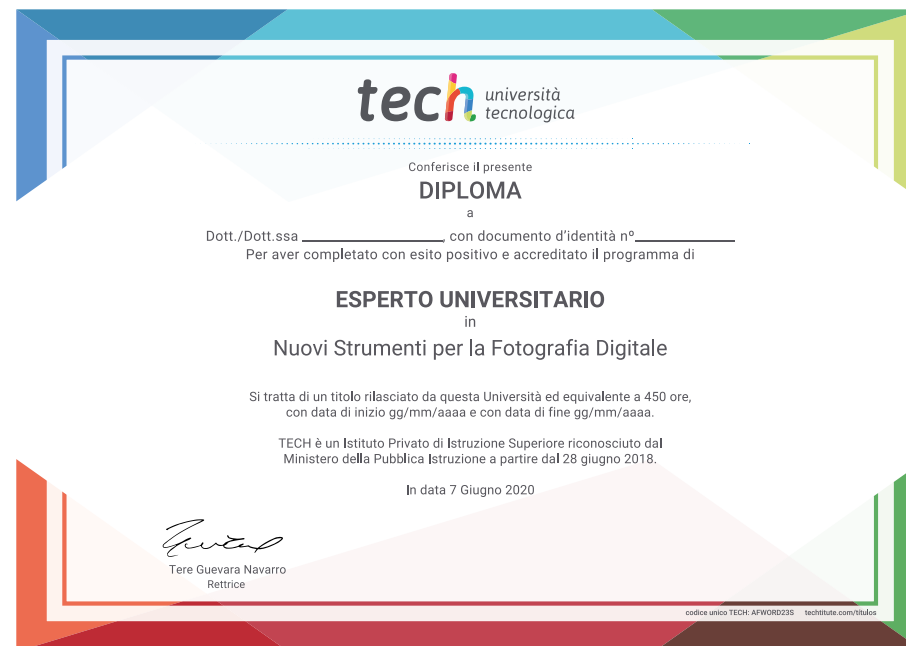 tech università
tecnologica
Conferisce il presente
DIPLOMA
a
Dott./Dott.ssa ___________________, con documento d'identità nº_____________
Per aver completato con esito positivo e accreditato il programma di
ESPERTO UNIVERSITARIO
in
Nuovi Strumenti per la Fotografia Digitale
Si tratta di un titolo rilasciato da questa Università ed equivalente a 450 ore,
con data di inizio gg/mm/aaaa e con data di fine gg/mm/aaaa.
TECH è un Istituto Privato di Istruzione Superiore riconosciuto dal
Ministero della Pubblica Istruzione a partire dal 28 giugno 2018.
In data 7 Giugno 2020
Tere Guevara Navarro
Rettrice
codice unico TECH: AFWORD23S techtitute.com/titulos